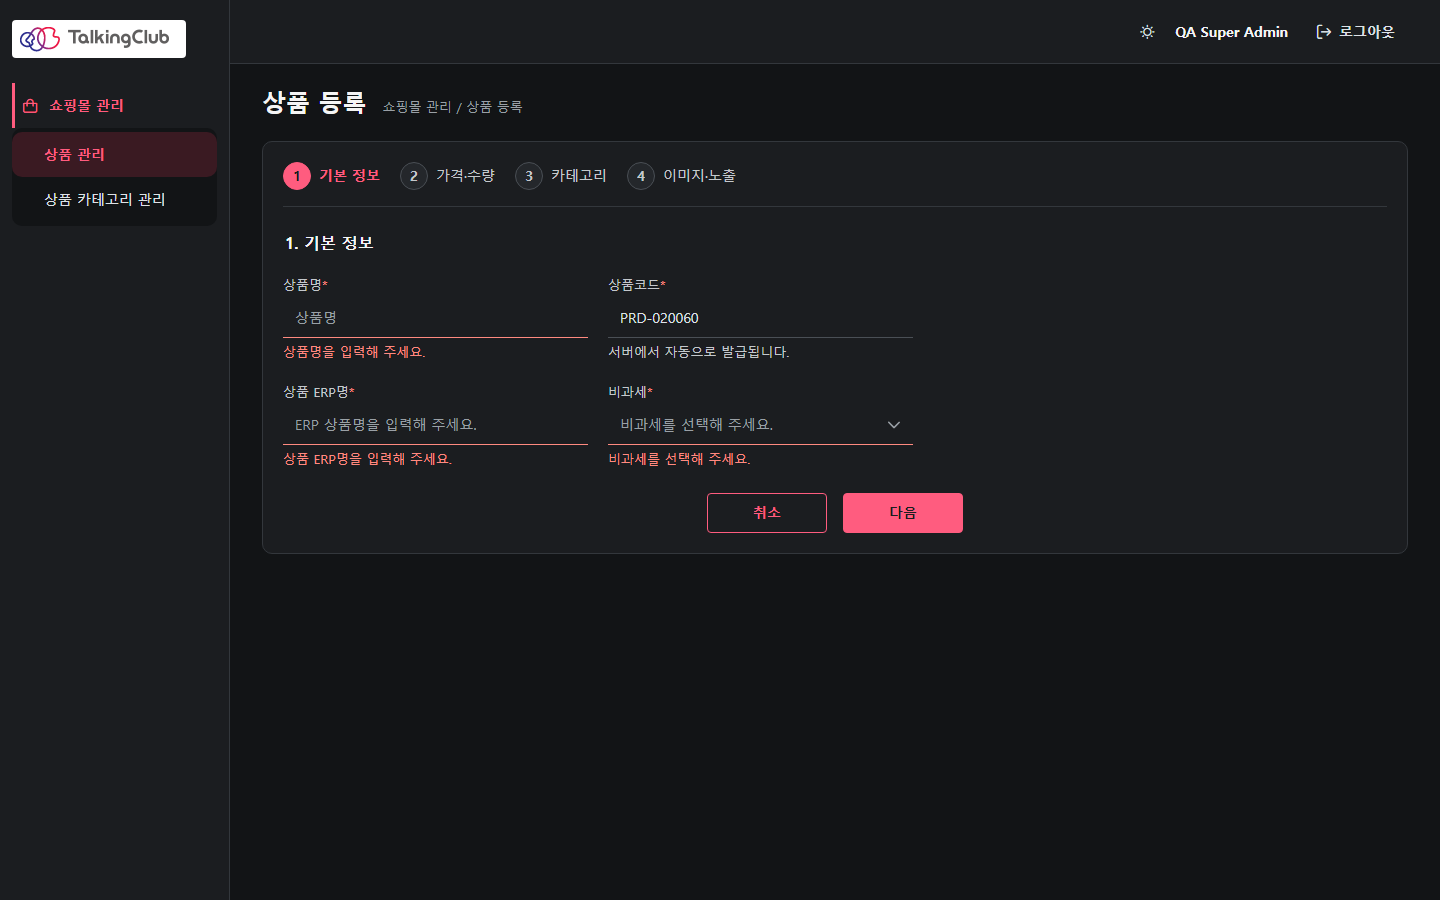 TalkingClub
QA Super Admin
로그아웃
쇼핑몰 관리
상품 관리
상품 카테고리 관리
상품 등록
쇼핑몰 관리 / 상품 등록
1 기본 정보
2 가격·수량
3 카테고리
4 이미지·노출
1. 기본 정보
상품명*
상품코드*
상품명
PRD-020060
상품명을 입력해 주세요.
서버에서 자동으로 발급됩니다.
상품 ERP명*
비과세*
ERP 상품명을 입력해 주세요.
비과세를 선택해 주세요.
상품 ERP명을 입력해 주세요.
비과세를 선택해 주세요.
취소
다음